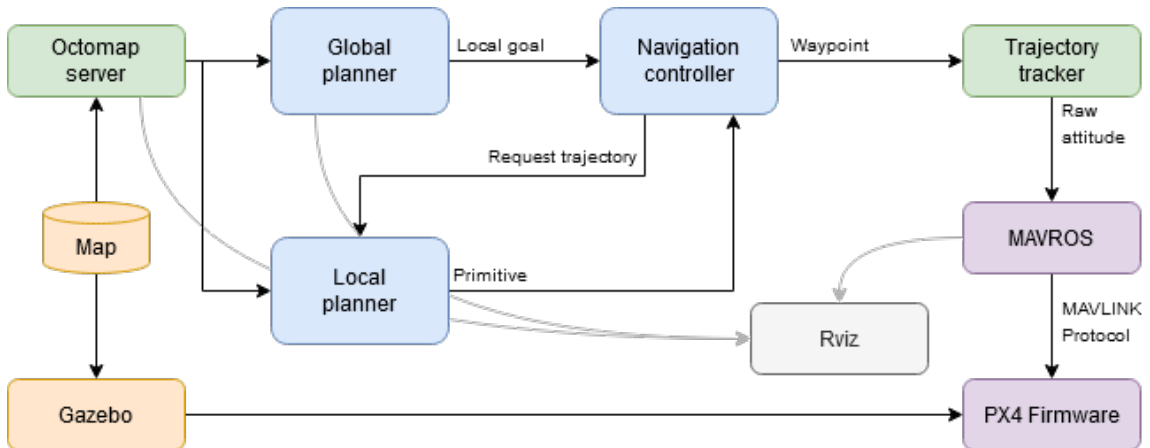 Octomap
server
Global
planner
Local goal
Navigation
controller
Waypoint
Trajectory
tracker
Raw
attitude
Request trajectory
Map
Local
planner
Primitive
MAVROS
Rviz
MAVLINK
Protocol
Gazebo
PX4 Firmware